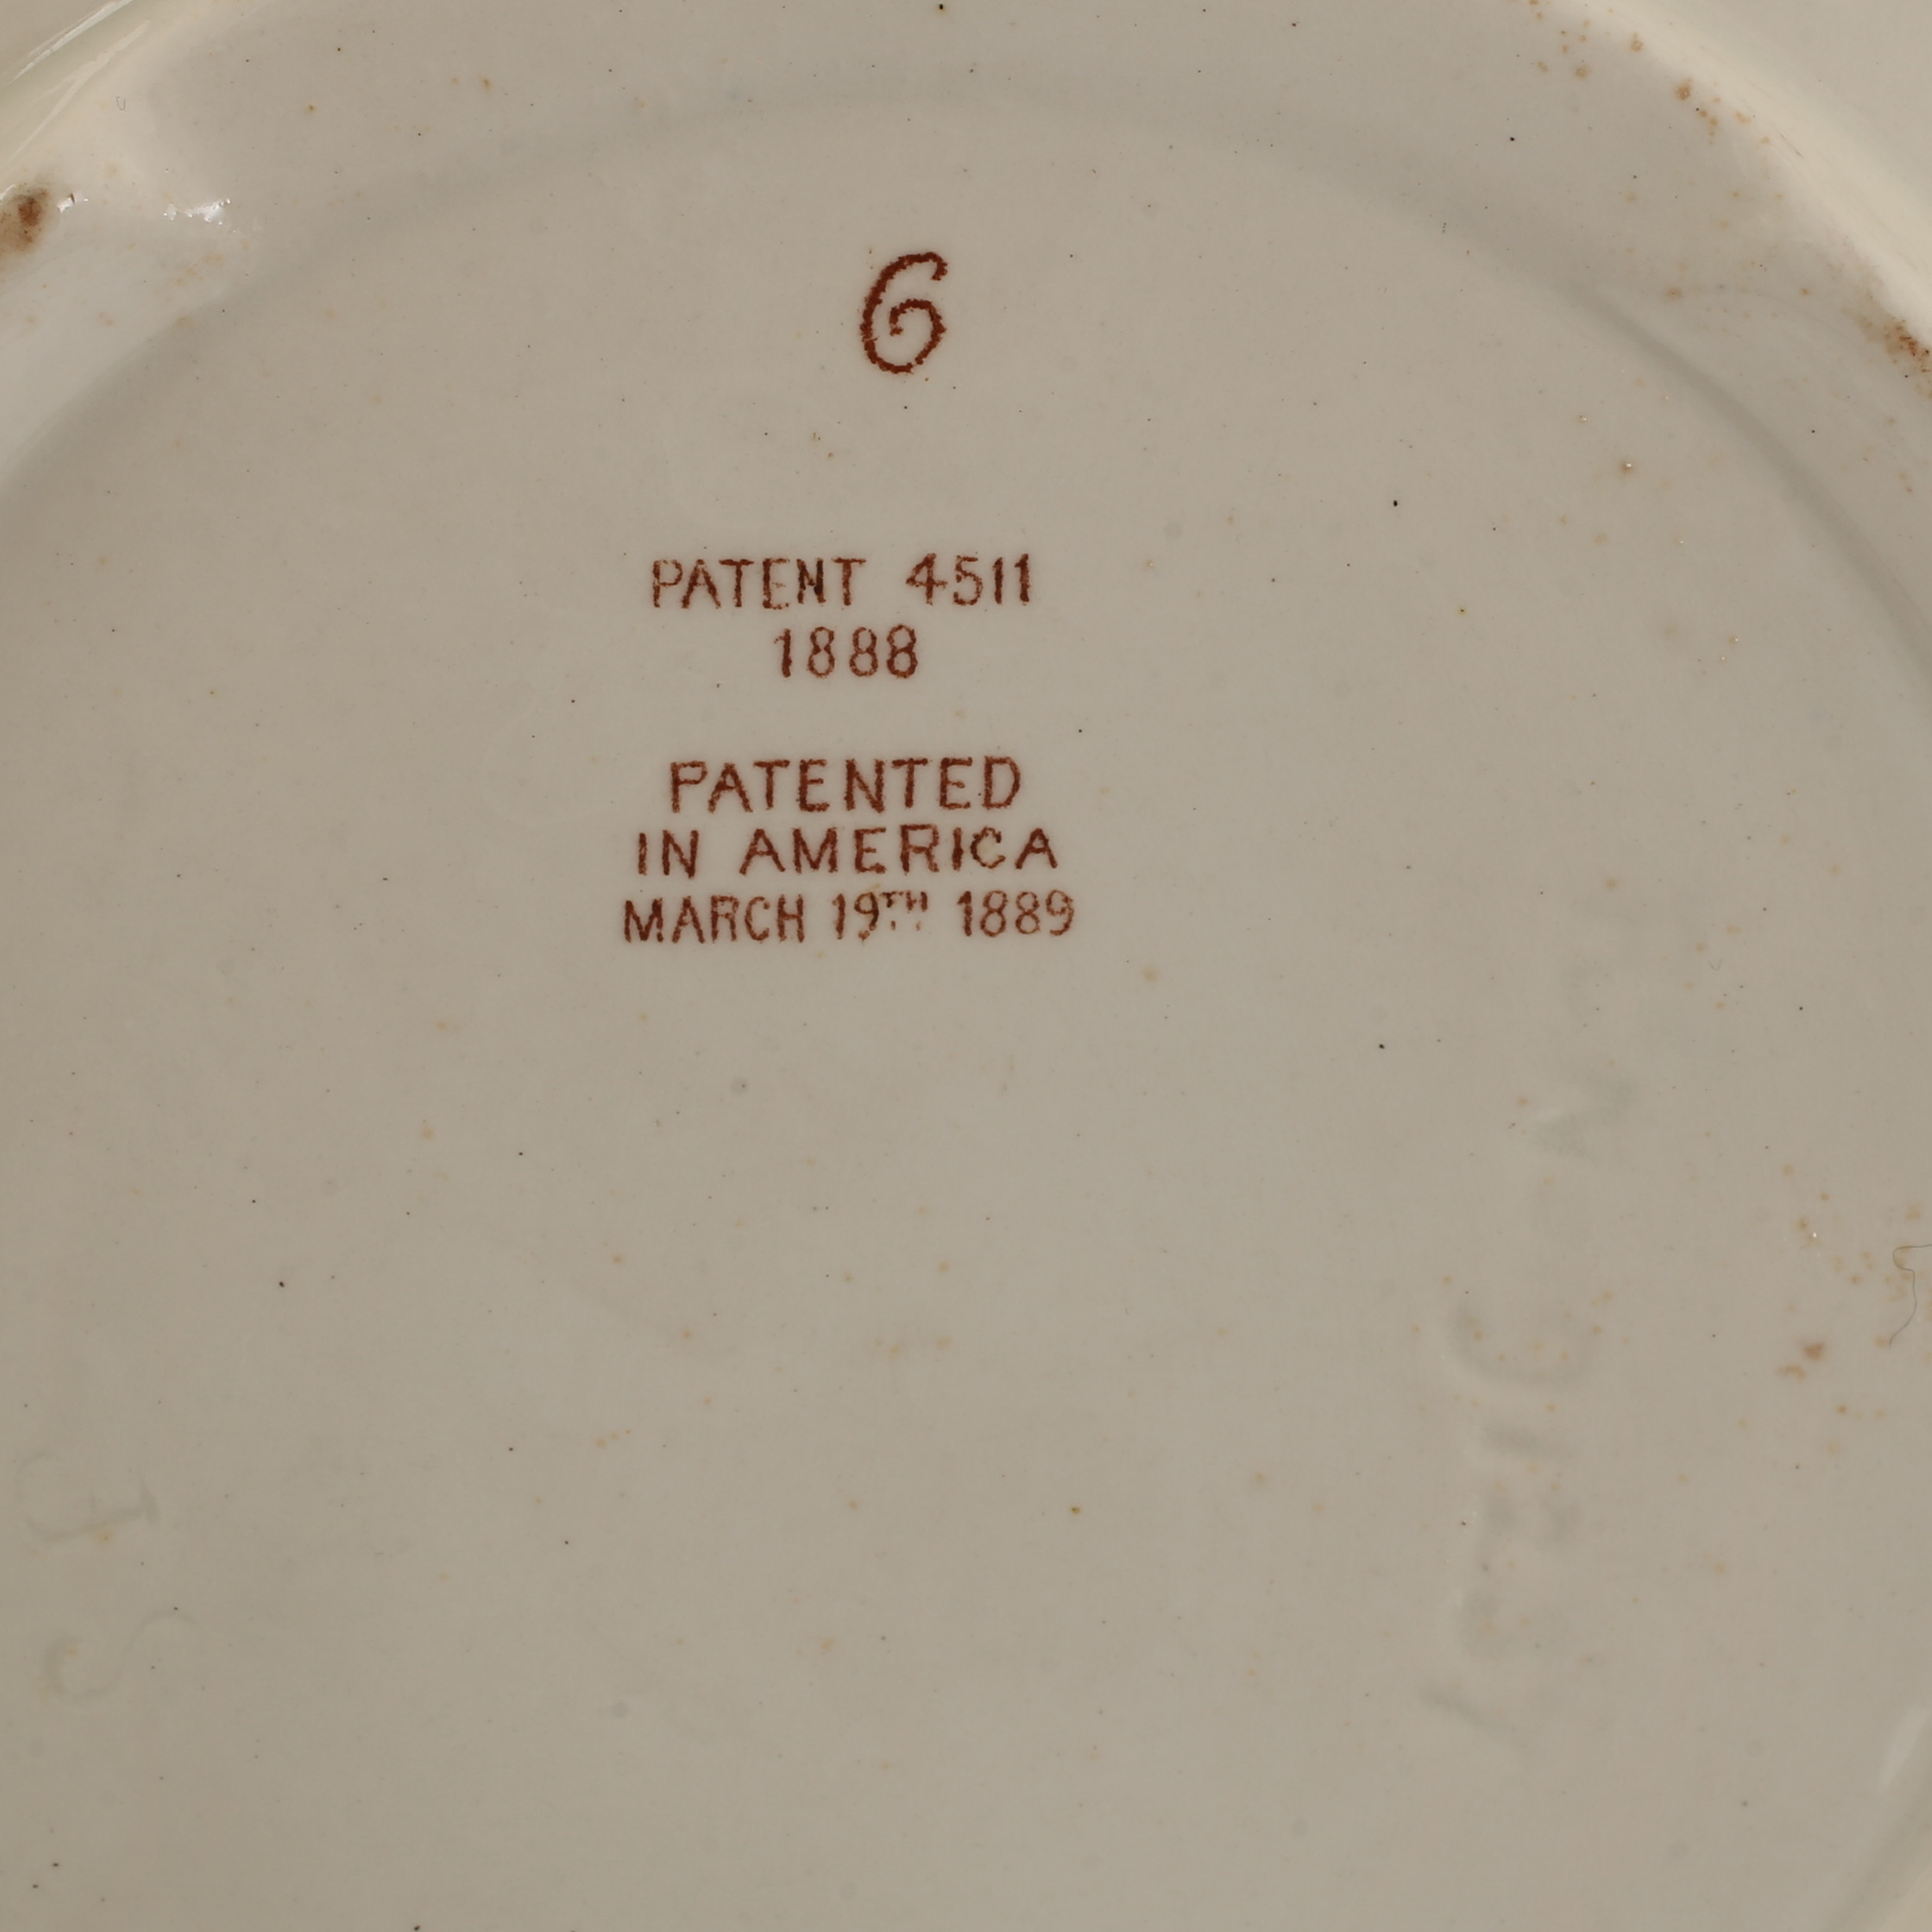 6
PATENT 4511
1888
PATENTED
IN AMERICA
MARCH 19TH 1889